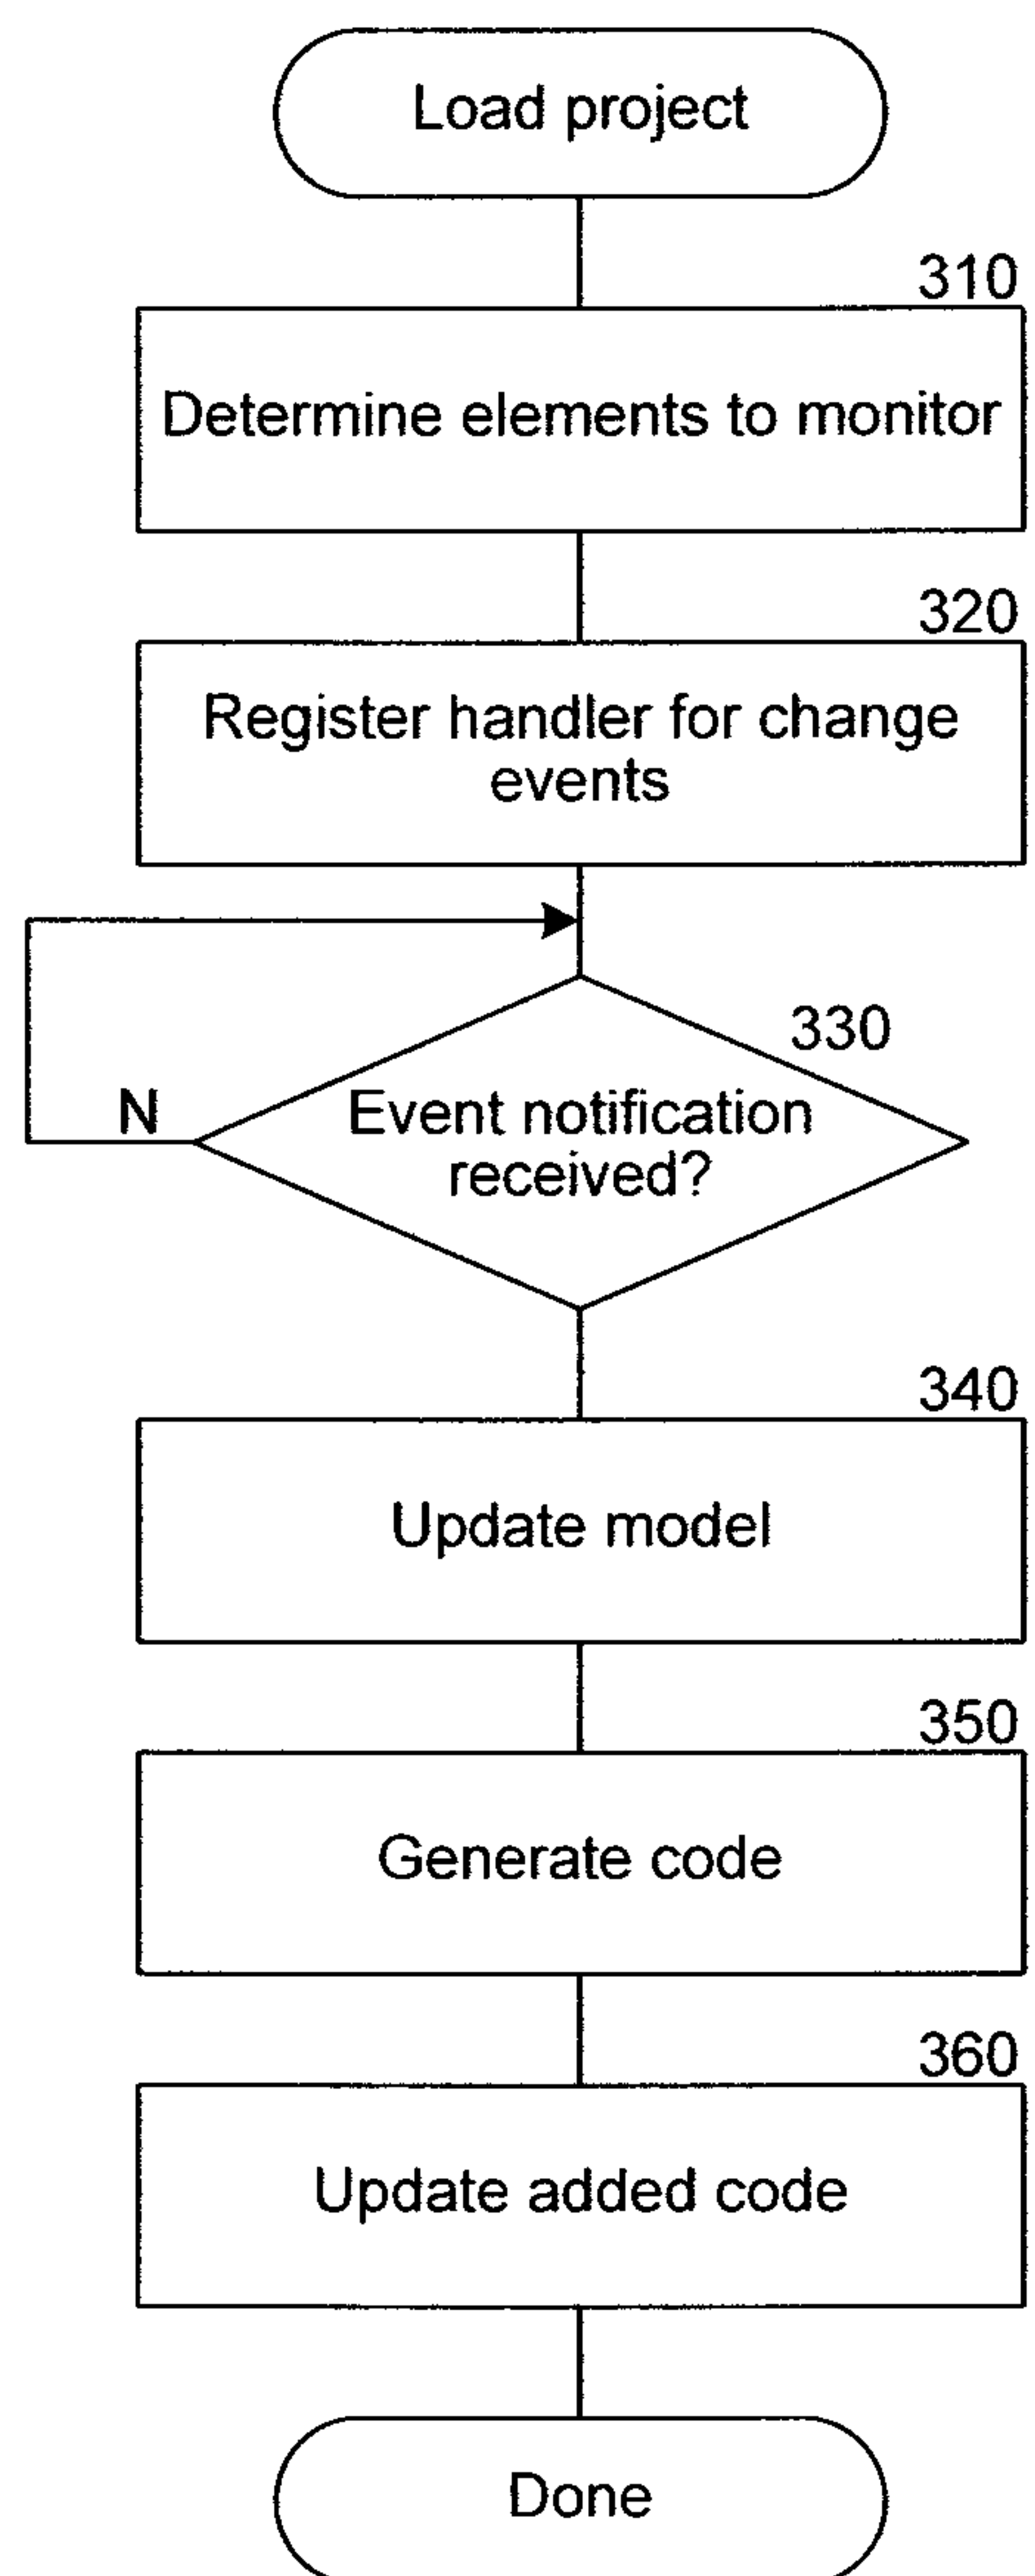 Load project
310
Determine elements to monitor
320
Register handler for change
events
330
N
Event notification
received?
340
Update model
350
Generate code
360
Update added code
Done